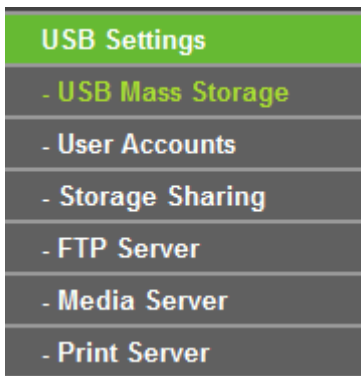 USB Settings
- USB Mass Storage
- User Accounts
- Storage Sharing
- FTP Server
- Media Server
- Print Server